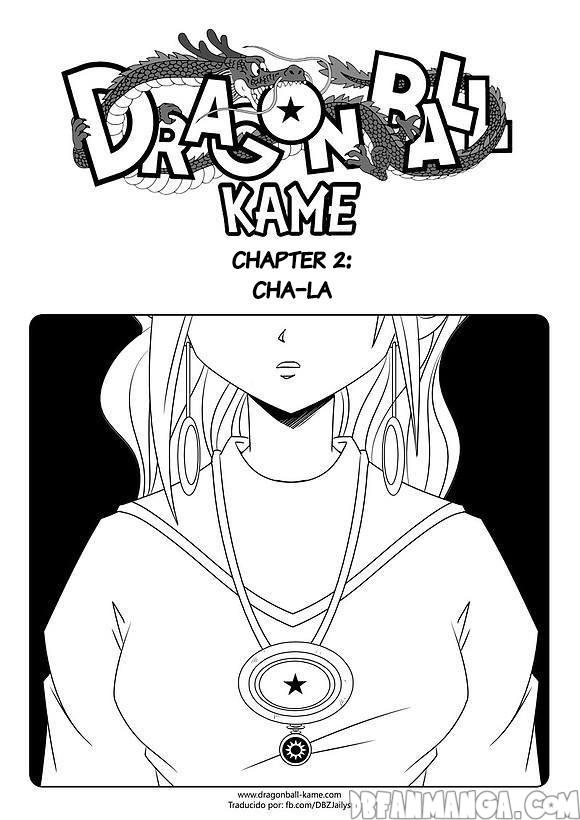 DRAGON BALL
KAME
CHAPTER 2:
CHA-LA
www.dragonball-kame.com
Traducido por: fb.com/DBZJailys
DBFANMANGA.COM